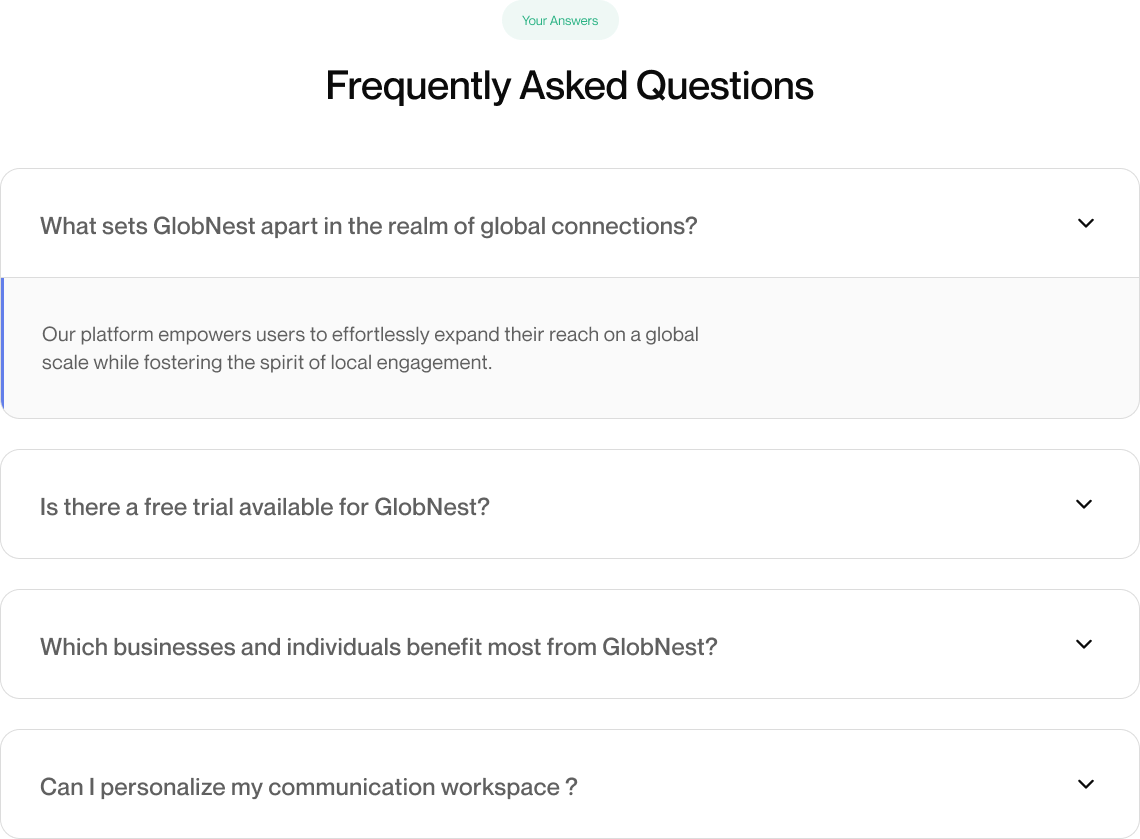 Your Answers
Frequently Asked Questions
What sets GlobNest apart in the realm of global connections?
Our platform empowers users to effortlessly expand their reach on a global
scale while fostering the spirit of local engagement.
Is there a free trial available for GlobNest?
Which businesses and individuals benefit most from GlobNest?
Can I personalize my communication workspace ?